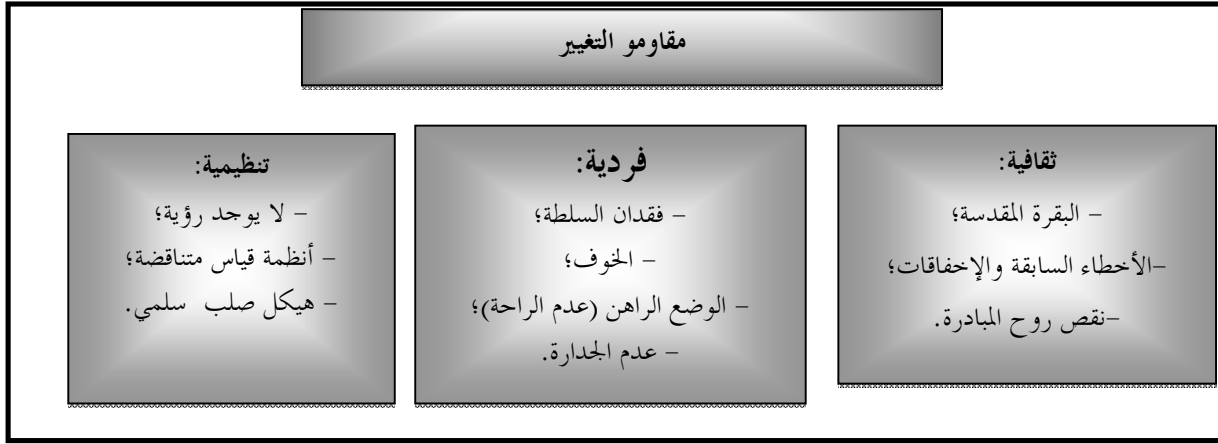 مقاومو التغيير
ثقافية:
– البقرة المقدسة؛
–الأخطاء السابقة والإخفاقات؛
–نقص روح المبادرة.
فردية:
– فقدان السلطة؛
– الخوف؛
– الوضع الراهن (عدم الراحة)؛
– عدم الجدارة.
تنظيمية:
– لا يوجد رؤية؛
– أنظمة قياس متناقضة؛
– هيكل صلب سلمي.